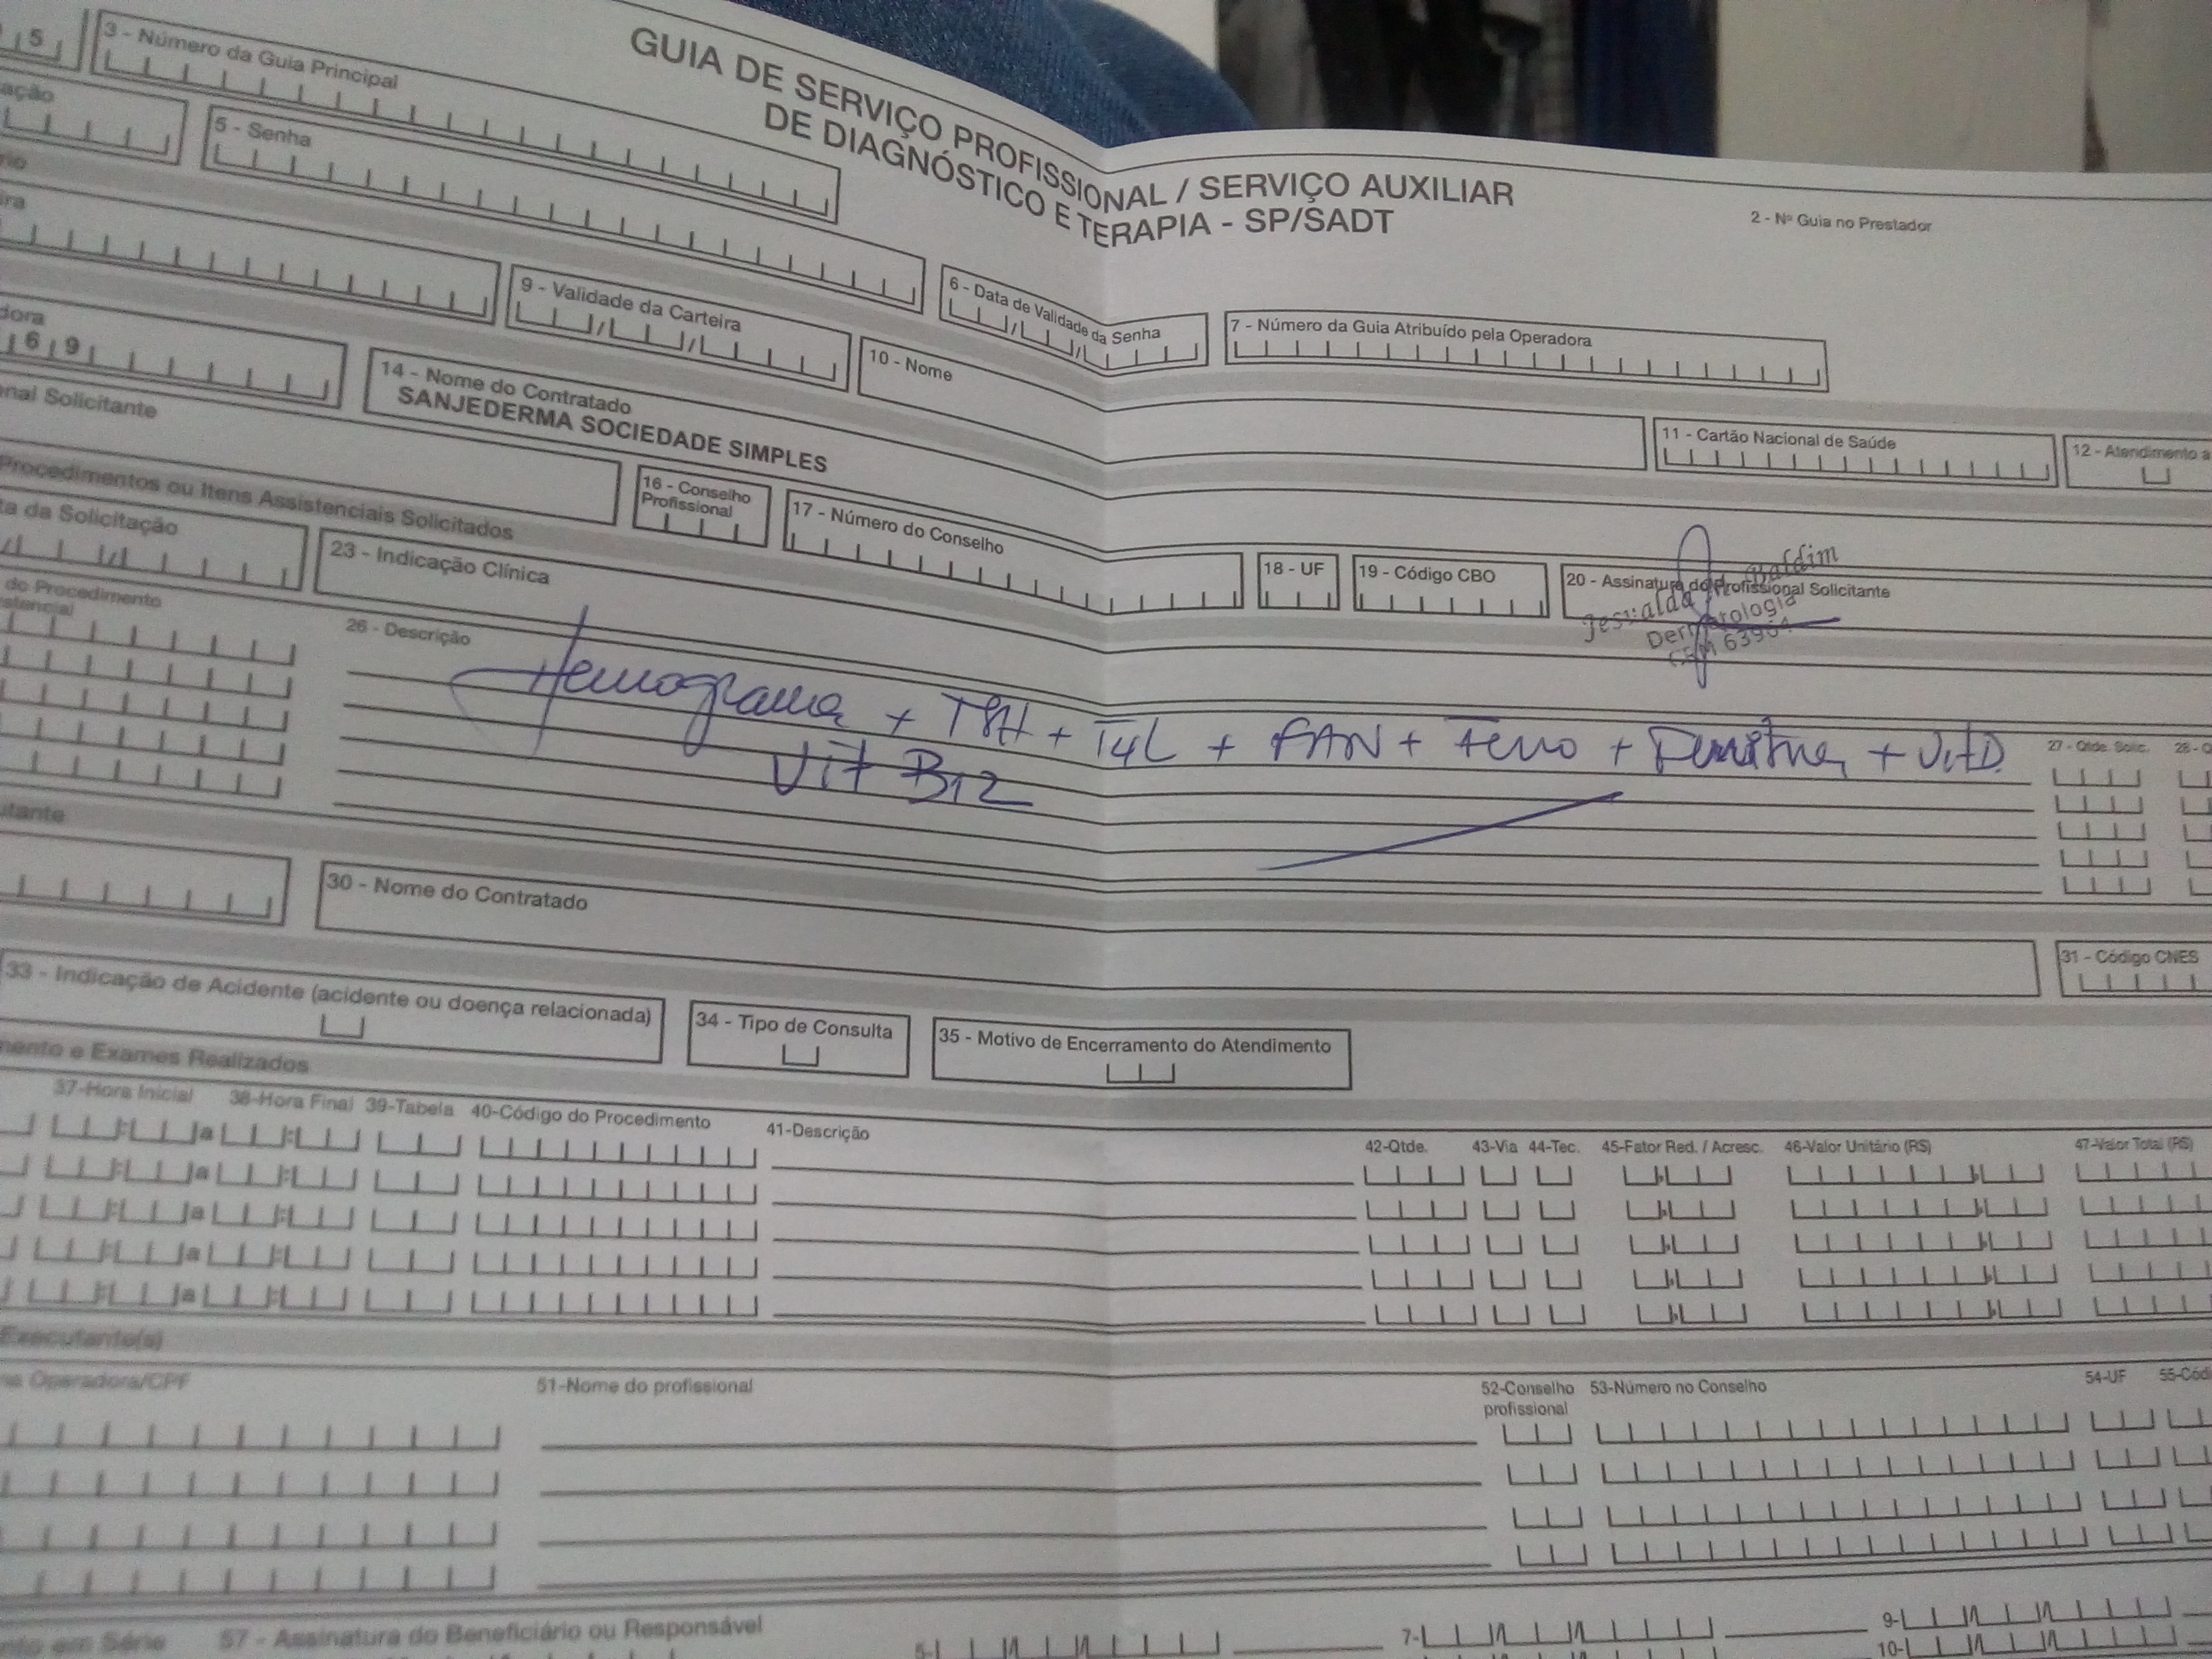 5
3 - Número da Guia Principal
GUIA DE SERVIÇO PROFISSIONAL / SERVIÇO AUXILIAR
DE DIAGNÓSTICO E TERAPIA - SP/SADT
2 - Nº Guia no Prestador
5 - Senha
6 - Data de Validade da Senha
7 - Número da Guia Atribuído pela Operadora
9 - Validade da Carteira
10 - Nome
11 - Cartão Nacional de Saúde
12 - Atendimento a
dora
69
14 - Nome do Contratado
SANJEDERMA SOCIEDADE SIMPLES
nal Solicitante
16 - Conselho
Profissional
17 - Número do Conselho
18 - UF
19 - Código CBO
20 - Assinatura do Profissional Solicitante
Baldim
Dermatologia
Procedimentos ou Itens Assistenciais Solicitados
ta da Solicitação
23 - Indicação Clínica
do Procedimento
26 - Descrição
27 - Qtde. Solic.
28 - Q
Hemograma + TSH + T4L + FAN + Ferro + Ferritina + Vit D
Vit B12
utante
30 - Nome do Contratado
31 - Código CNES
33 - Indicação de Acidente (acidente ou doença relacionada)
34 - Tipo de Consulta
35 - Motivo de Encerramento do Atendimento
mento e Exames Realizados
37-Hora Inicial 38-Hora Final 39-Tabela 40-Código do Procedimento 41-Descrição 42-Qtde. 43-Via 44-Tec. 45-Fator Red. / Acresc. 46-Valor Unitário (R$) 47-Valor Total (R$)
a
a
a
a
a
Executante(s)
na Operadora/CPF
51-Nome do profissional
52-Conselho
profissional
53-Número no Conselho
54-UF
55-Códi
nto em Série
57 - Assinatura do Beneficiário ou Responsável
5-
7-
9-
10-